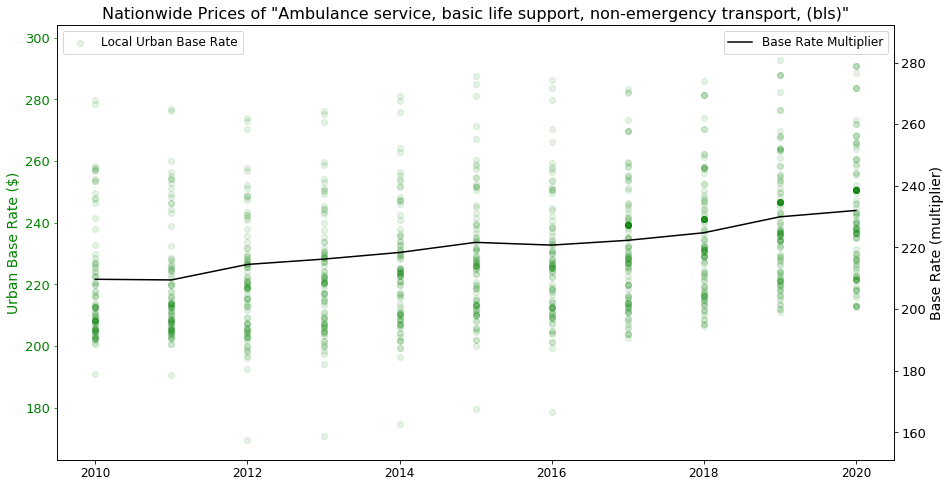 Nationwide Prices of "Ambulance service, basic life support, non-emergency transport, (bls)"
Local Urban Base Rate
Base Rate Multiplier
Urban Base Rate ($)
300
280
260
240
220
200
180
Base Rate (multiplier)
280
260
240
220
200
180
160
2010 2012 2014 2016 2018 2020